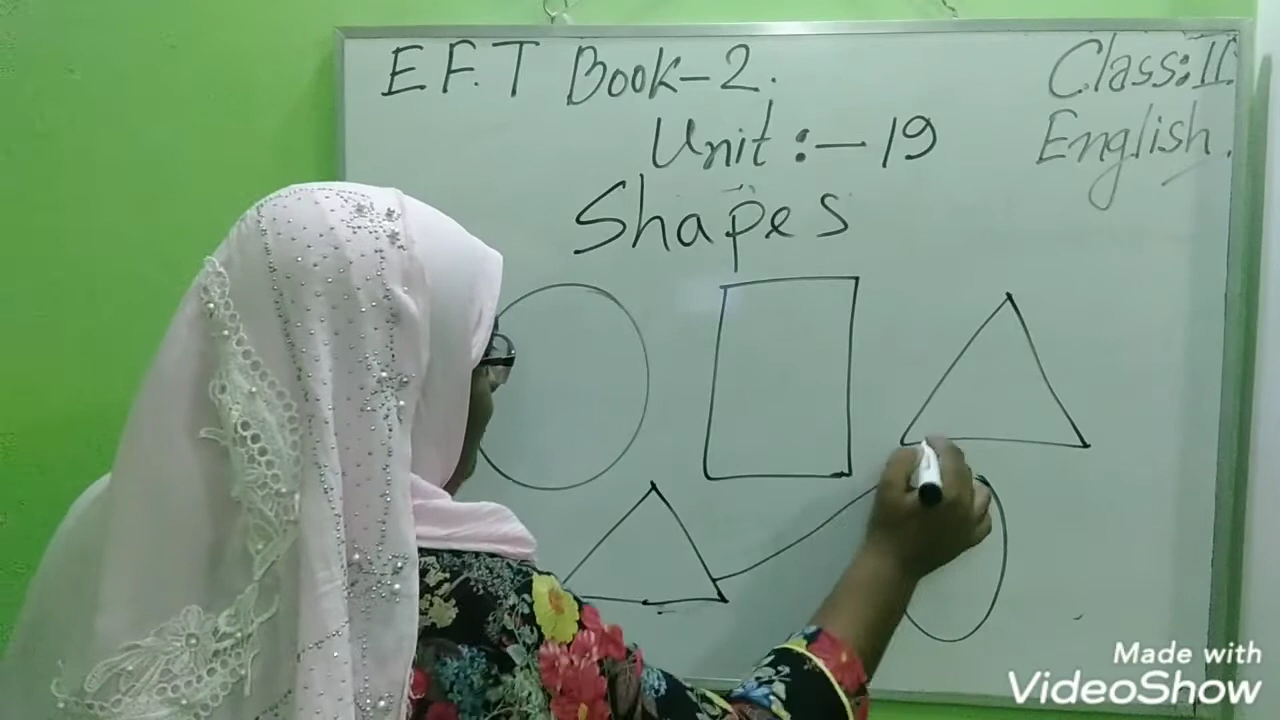 E.F.T Book-2.
Class:II
Unit:-19
English.
Shapes
Made with
VideoShow